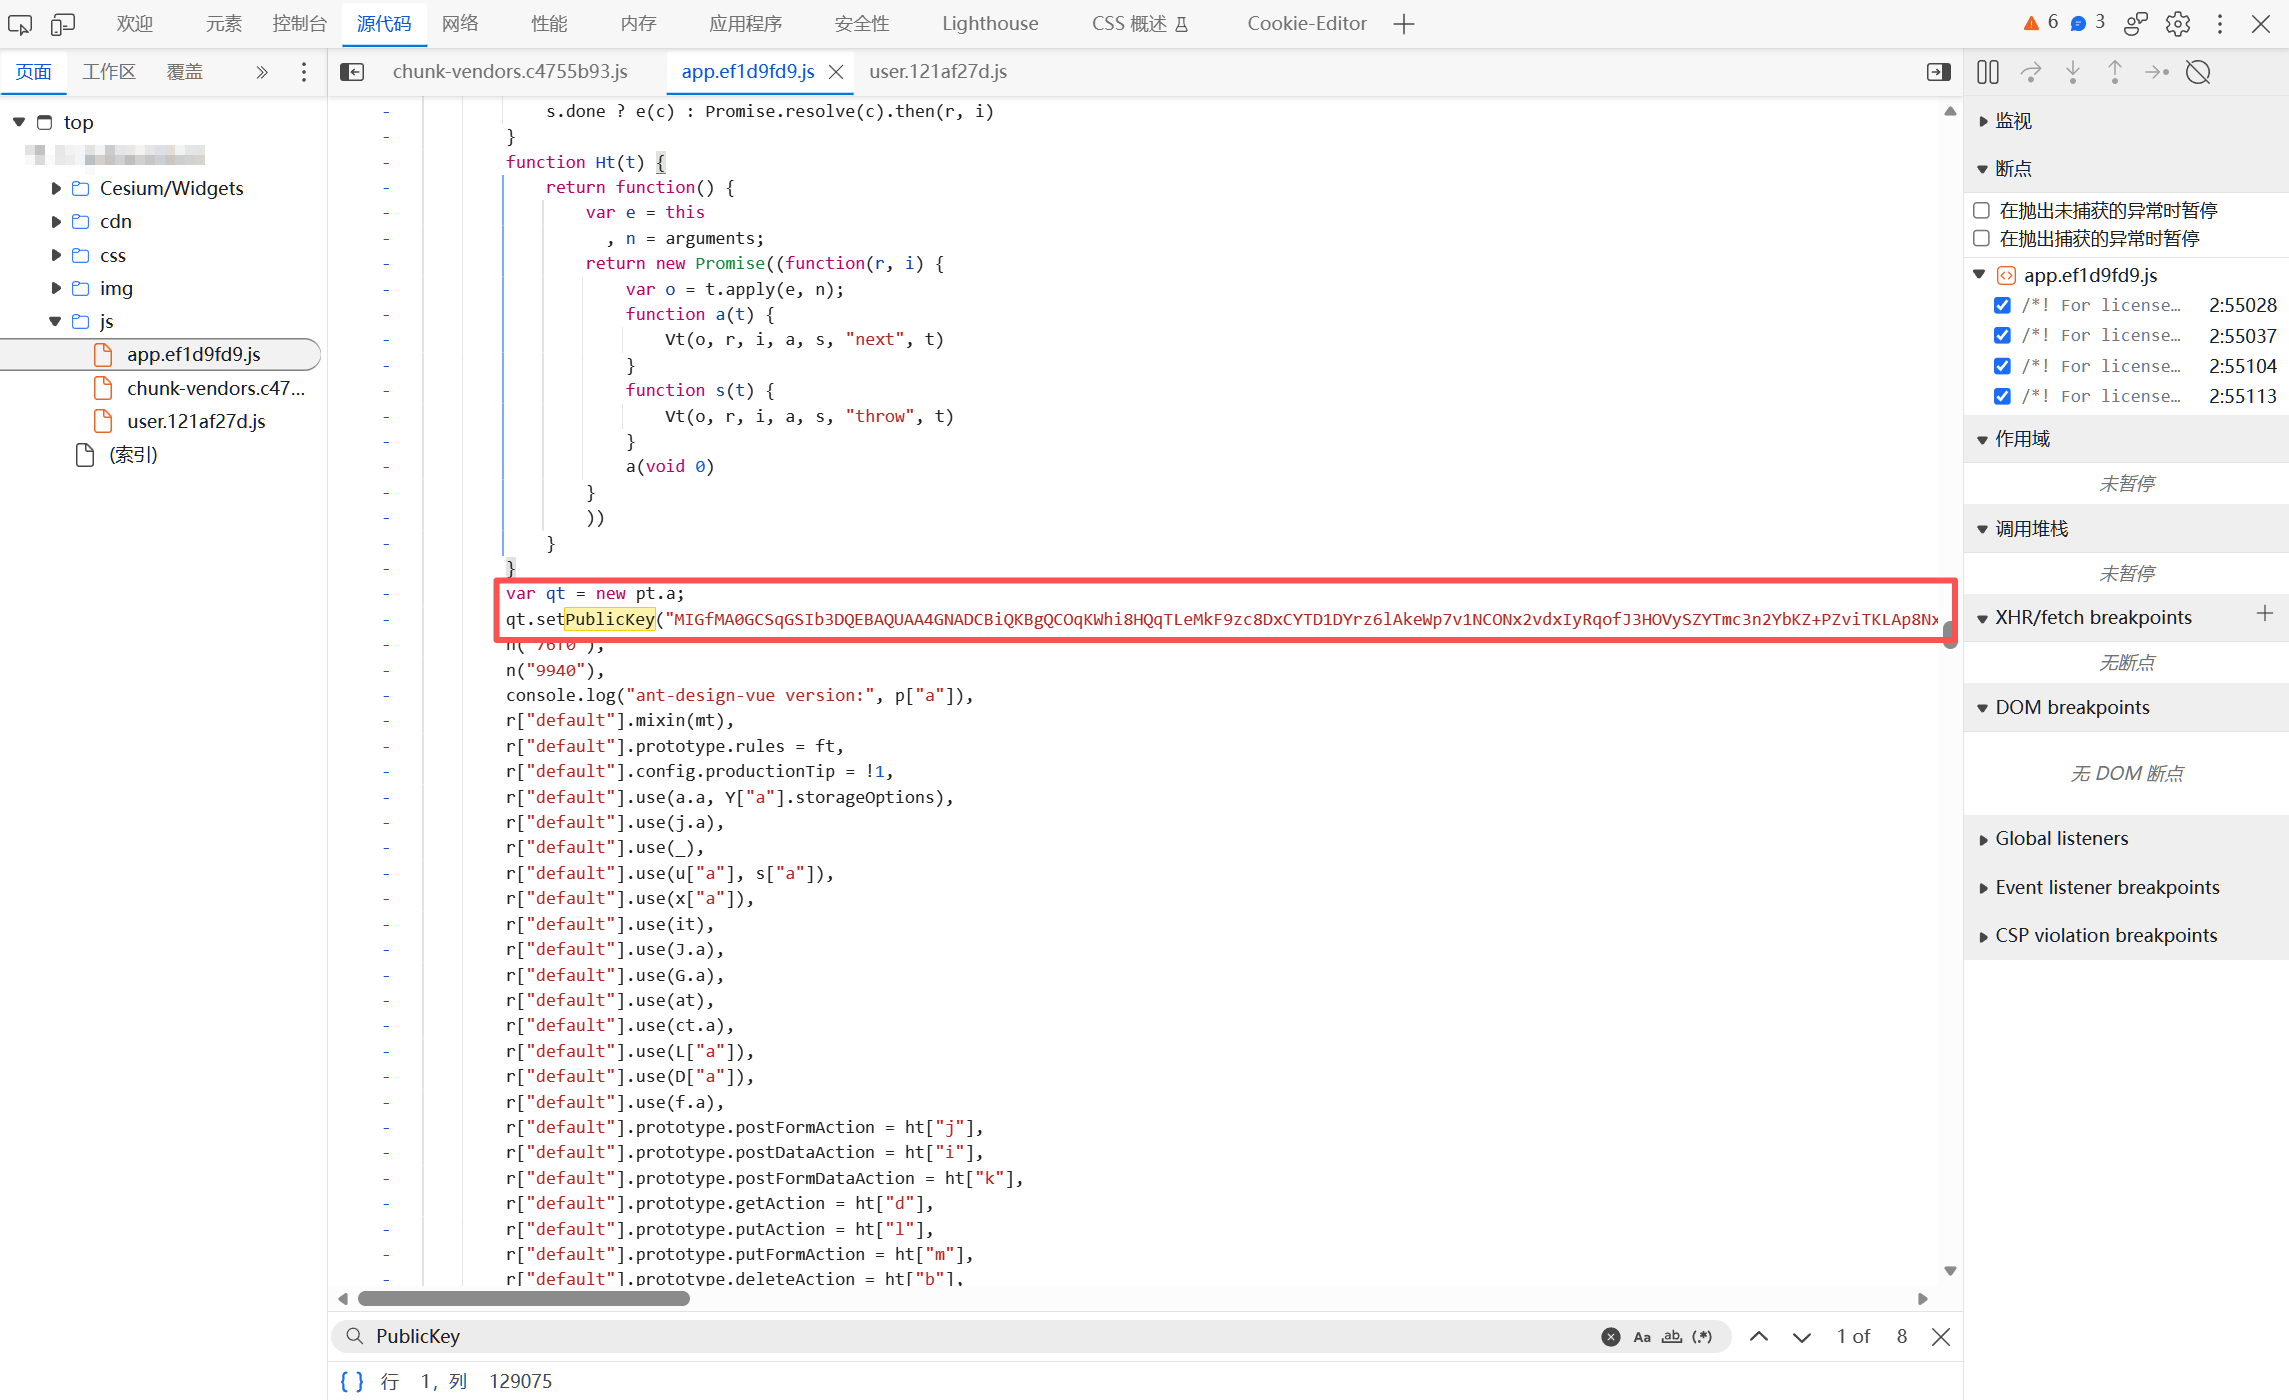 欢迎 元素 控制台 源代码 网络 性能 内存 应用程序 安全性 Lighthouse CSS 概述 Cookie-Editor 6 3
页面 工作区 覆盖
chunk-vendors.c4755b93.js app.ef1d9fd9.js user.121af27d.js
top
Cesium/Widgets
cdn
css
img
js
app.ef1d9fd9.js
chunk-vendors.c47...
user.121af27d.js
(索引)
s.done ? e(c) : Promise.resolve(c).then(r, i)
}
function Ht(t) {
return function() {
var e = this
, n = arguments;
return new Promise((function(r, i) {
var o = t.apply(e, n);
function a(t) {
Vt(o, r, i, a, s, "next", t)
}
function s(t) {
Vt(o, r, i, a, s, "throw", t)
}
a(void 0)
}
))
}
}
var qt = new pt.a;
qt.setPublicKey("MIGfMA0GCSqGSIb3DQEBAQUAA4GNADCBiQKBgQCOqKWhi8HQqTLeMkF9zc8DxCYTD1DYrz6lAkeWp7v1NCONx2vdxIyRqofJ3HOVySZYTmc3n2YbKZ+PZviTKLAp8Nx
n("76f0"),
n("9940"),
console.log("ant-design-vue version:", p["a"]),
r["default"].mixin(mt),
r["default"].prototype.rules = ft,
r["default"].config.productionTip = !1,
r["default"].use(a.a, Y["a"].storageOptions),
r["default"].use(j.a),
r["default"].use(_),
r["default"].use(u["a"], s["a"]),
r["default"].use(x["a"]),
r["default"].use(it),
r["default"].use(J.a),
r["default"].use(G.a),
r["default"].use(at),
r["default"].use(ct.a),
r["default"].use(L["a"]),
r["default"].use(D["a"]),
r["default"].use(f.a),
r["default"].prototype.postFormAction = ht["j"],
r["default"].prototype.postDataAction = ht["i"],
r["default"].prototype.postFormDataAction = ht["k"],
r["default"].prototype.getAction = ht["d"],
r["default"].prototype.putAction = ht["l"],
r["default"].prototype.putFormAction = ht["m"],
r["default"].prototype.deleteAction = ht["b"],
PublicKey Aa ab (.*) 1 of 8
{ } 行 1, 列 129075
监视
断点
在抛出未捕获的异常时暂停
在抛出捕获的异常时暂停
app.ef1d9fd9.js
/*! For license… 2:55028
/*! For license… 2:55037
/*! For license… 2:55104
/*! For license… 2:55113
作用域
未暂停
调用堆栈
未暂停
XHR/fetch breakpoints
无断点
DOM breakpoints
无 DOM 断点
Global listeners
Event listener breakpoints
CSP violation breakpoints